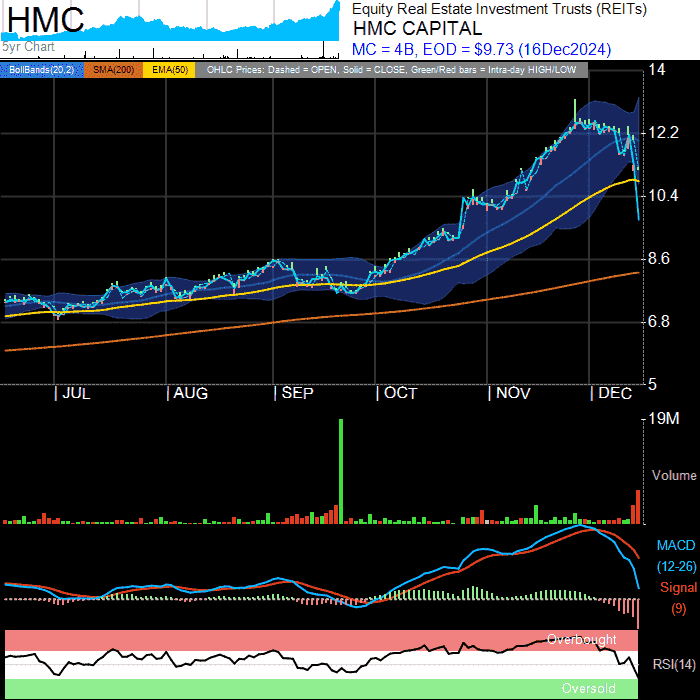 HMC
5yr Chart
Equity Real Estate Investment Trusts (REITs)
HMC CAPITAL
MC = 4B, EOD = $9.73 (16Dec2024)
BollBands(20,2) SMA(200) EMA(50) OHLC Prices: Dashed = OPEN, Solid = CLOSE, Green/Red bars = Intra-day HIGH/LOW
14
12.2
10.4
8.6
6.8
5
| JUL | AUG | SEP | OCT | NOV | DEC
19M
Volume
MACD
(12-26)
Signal
(9)
Overbought
RSI(14)
Oversold